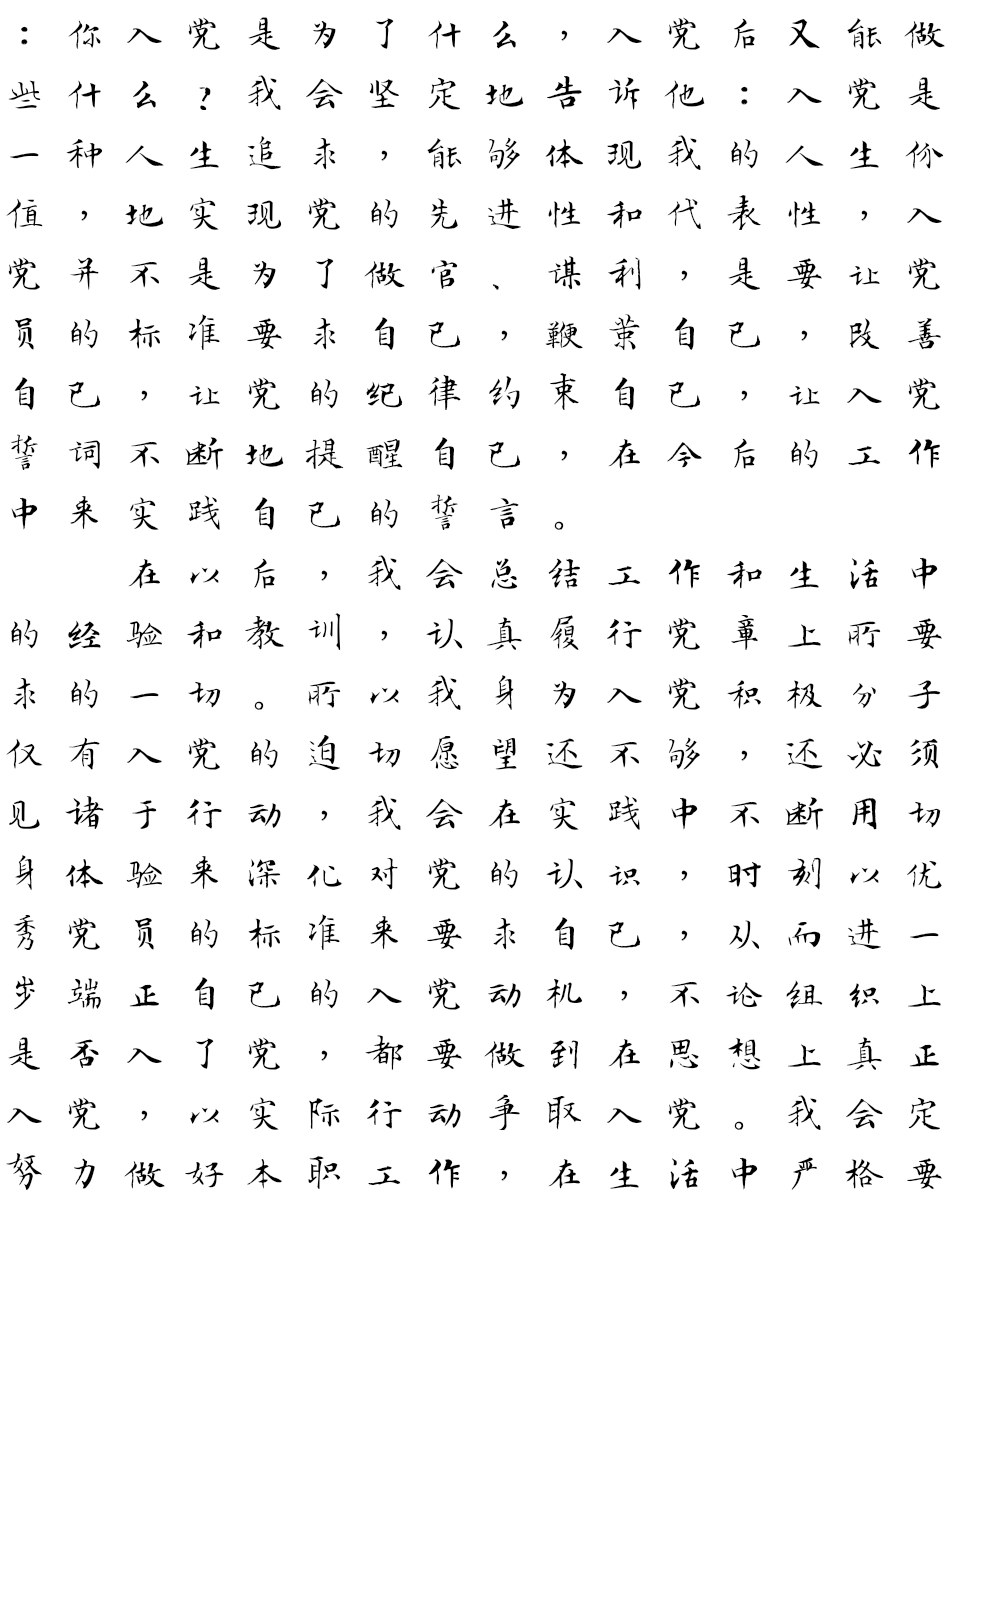 ：你入党是为了什么，入党后又能做
些什么？我会坚定地告诉他：入党是
一种人生追求，能够体现我的人生价
值，地实现党的先进性和代表性，入
党并不是为了做官、谋利，是要让党
员的标准要求自己，鞭策自己，改善
自己，让党的纪律约束自己，让入党
誓词不断地提醒自己，在今后的工作
中来实践自己的誓言。
在以后，我会总结工作和生活中
的经验和教训，认真履行党章上所要
求的一切。所以我身为入党积极分子
仅有入党的迫切愿望还不够，还必须
见诸于行动，我会在实践中不断用切
身体验来深化对党的认识，时刻以优
秀党员的标准来要求自己，从而进一
步端正自己的入党动机，不论组织上
是否入了党，都要做到在思想上真正
入党，以实际行动争取入党。我会定
努力做好本职工作，在生活中严格要